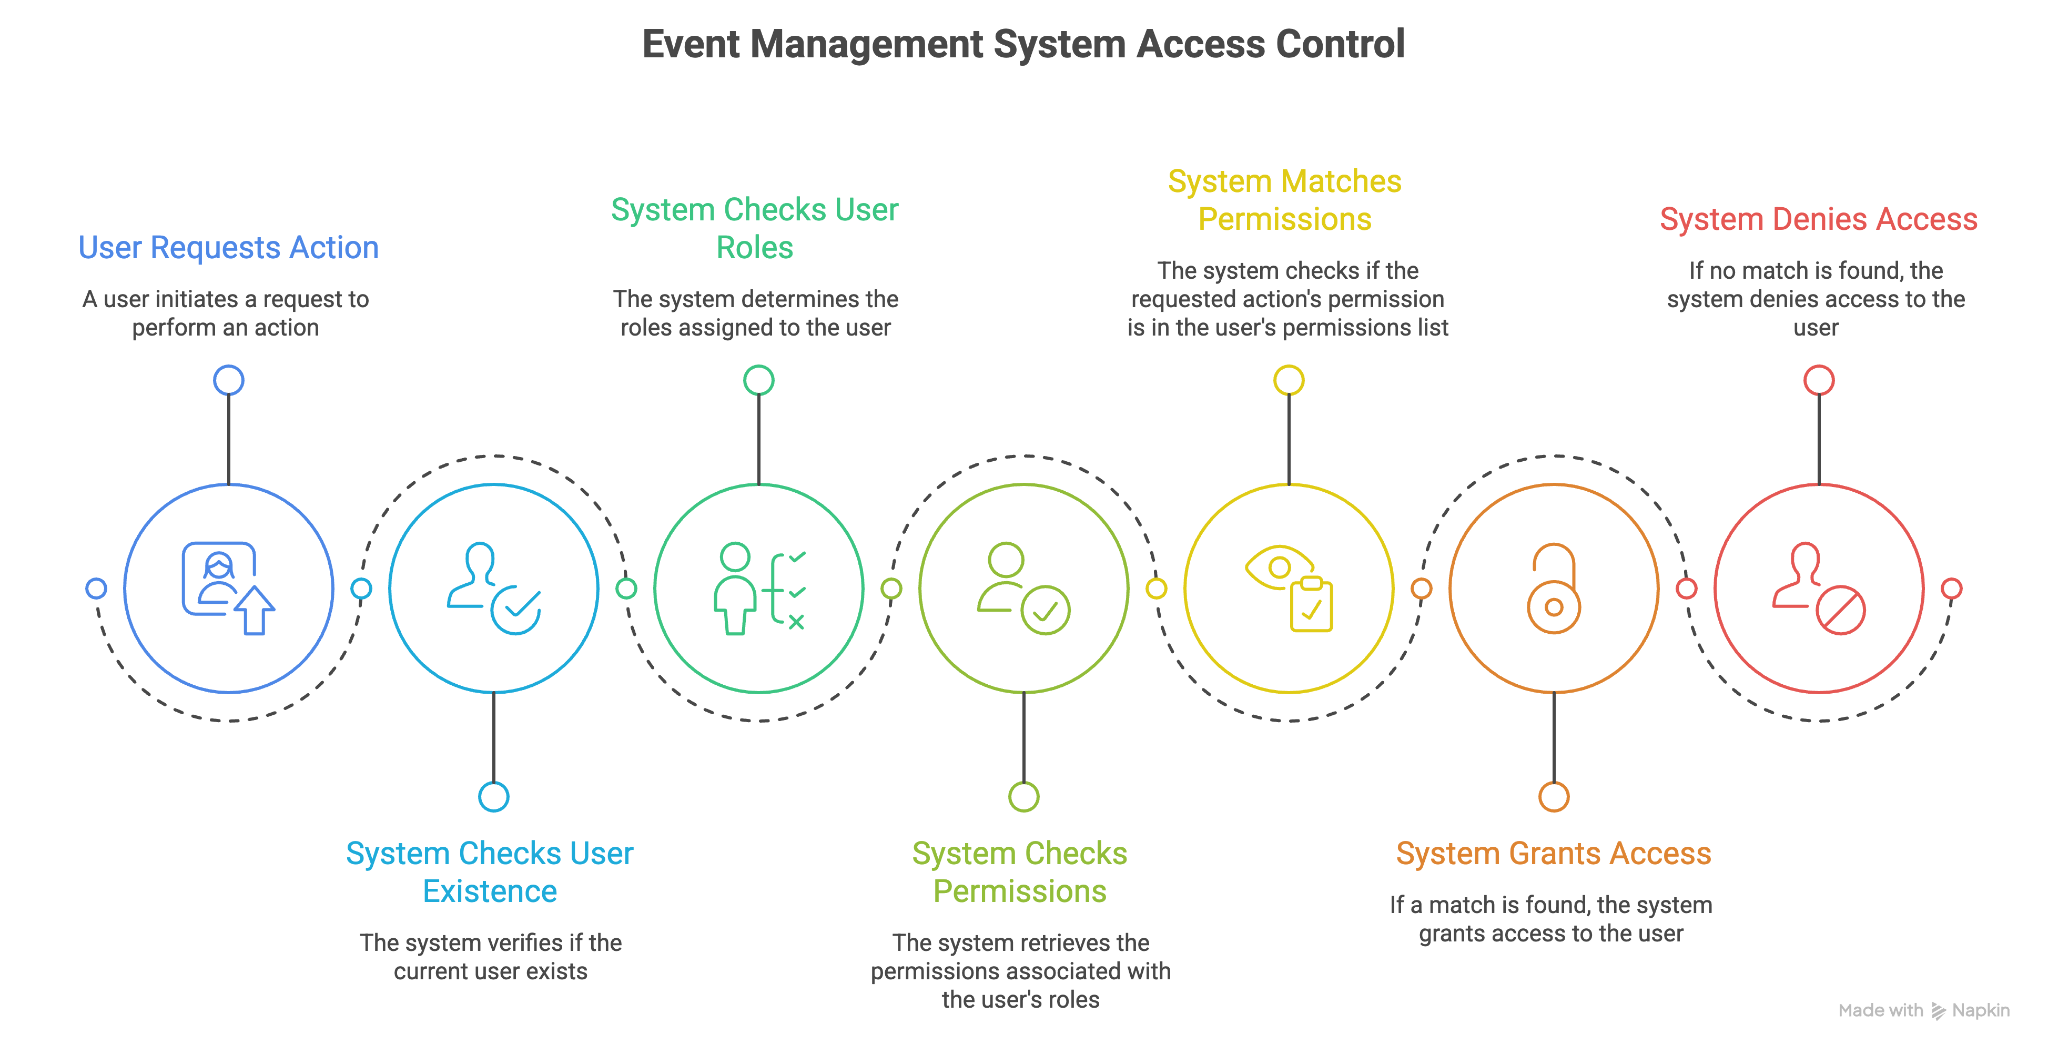 Event Management System Access Control
User Requests Action
A user initiates a request to
perform an action
System Checks User
Existence
The system verifies if the
current user exists
System Checks User
Roles
The system determines the
roles assigned to the user
System Checks
Permissions
The system retrieves the
permissions associated with
the user's roles
System Matches
Permissions
The system checks if the
requested action's permission
is in the user's permissions list
System Grants Access
If a match is found, the system
grants access to the user
System Denies Access
If no match is found, the
system denies access to the
user
Made with Napkin